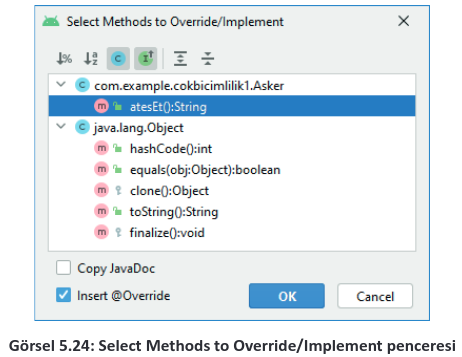 Select Methods to Override/Implement
com.example.cokbicimlilik1.Asker
atesEt():String
java.lang.Object
hashCode():int
equals(obj:Object):boolean
clone():Object
toString():String
finalize():void
Copy JavaDoc
Insert @Override
OK
Cancel
Görsel 5.24: Select Methods to Override/Implement penceresi